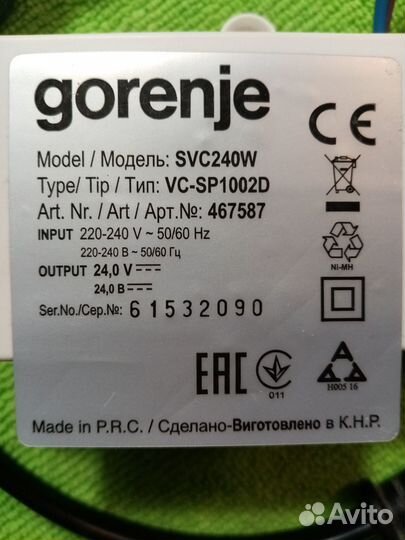 gorenje
Model / Модель: SVC240W
Type/ Tip / Тип: VC-SP1002D
Art. Nr. / Art / Арт.№: 467587
INPUT 220-240 V ~ 50/60 Hz
220-240 В ~ 50/60 Гц
OUTPUT 24,0 V
24,0 В
Ser.No./Сер.№: 61532090
CE
Ni-MH
EAC
011
H005 16
Made in P.R.C. / Сделано-Виготовлено в К.Н.Р.
Avito